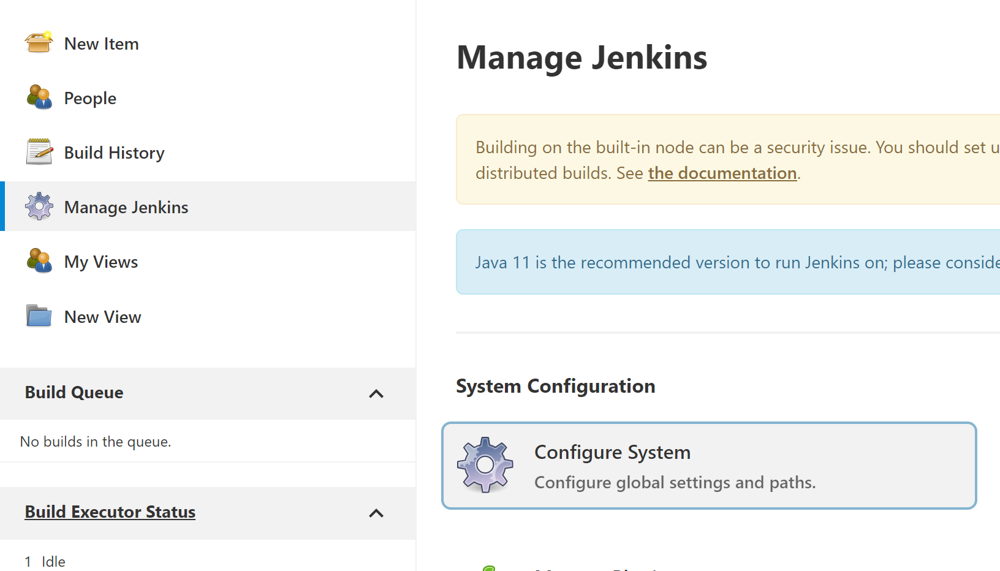 New Item
People
Build History
Manage Jenkins
My Views
New View
Build Queue
No builds in the queue.
Build Executor Status
1 Idle
Manage Jenkins
Building on the built-in node can be a security issue. You should set u
distributed builds. See the documentation.
Java 11 is the recommended version to run Jenkins on; please conside
System Configuration
Configure System
Configure global settings and paths.